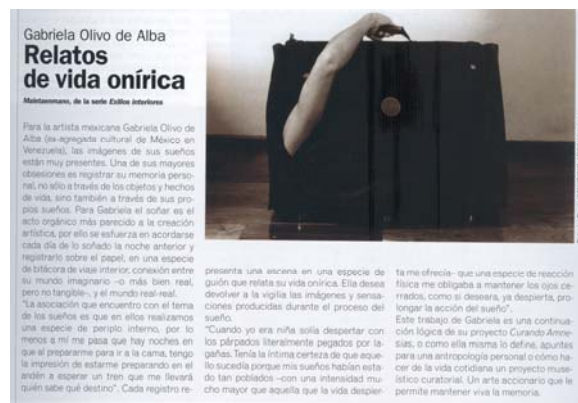 Gabriela Olivo de Alba
Relatos
de vida onírica
Maletaenmano, de la serie Exilios interiores
Para la artista mexicana Gabriela Olivo de
Alba (ex-agregada cultural de México en
Venezuela), las imágenes de sus sueños
están muy presentes. Una de sus mayores
obsesiones es registrar su memoria perso-
nal, no sólo a través de los objetos y hechos
de vida, sino también a través de sus pro-
pios sueños. Para Gabriela el soñar es el
acto orgánico más parecido a la creación
artística, por ello se esfuerza en acordarse
cada día de lo soñado la noche anterior y
registrarlo sobre el papel, en una especie
de bitácora de viaje interior, conexión entre
su mundo imaginario -o más bien real,
pero no tangible-, y el mundo real-real.
"La asociación que encuentro con el tema
de los sueños es que en ellos realizamos
una especie de periplo interno, por lo
menos a mí me pasa que hay noches en
que al prepararme para ir a la cama, tengo
la impresión de estarme preparando en el
andén a esperar un tren que me llevará
quién sabe qué destino". Cada registro re-
presenta una escena en una especie de
guión que relata su vida onírica. Ella desea
devolver a la vigilia las imágenes y sensa-
ciones producidas durante el proceso del
sueño.
"Cuando yo era niña solía despertar con
los párpados literalmente pegados por la-
gañas. Tenía la íntima certeza de que aque-
llo sucedía porque mis sueños habían esta-
do tan poblados -con una intensidad mu-
cho mayor que aquella que la vida despier-
ta me ofrecía- que una especie de reacción
física me obligaba a mantener los ojos ce-
rrados, como si deseara, ya despierta, pro-
longar la acción del sueño".
Este trabajo de Gabriela es una continua-
ción lógica de su proyecto Curando Amne-
sias, o como ella misma lo define, apuntes
para una antropología personal o cómo ha-
cer de la vida cotidiana un proyecto muse-
ístico curatorial. Un arte accionario que le
permite mantener viva la memoria.